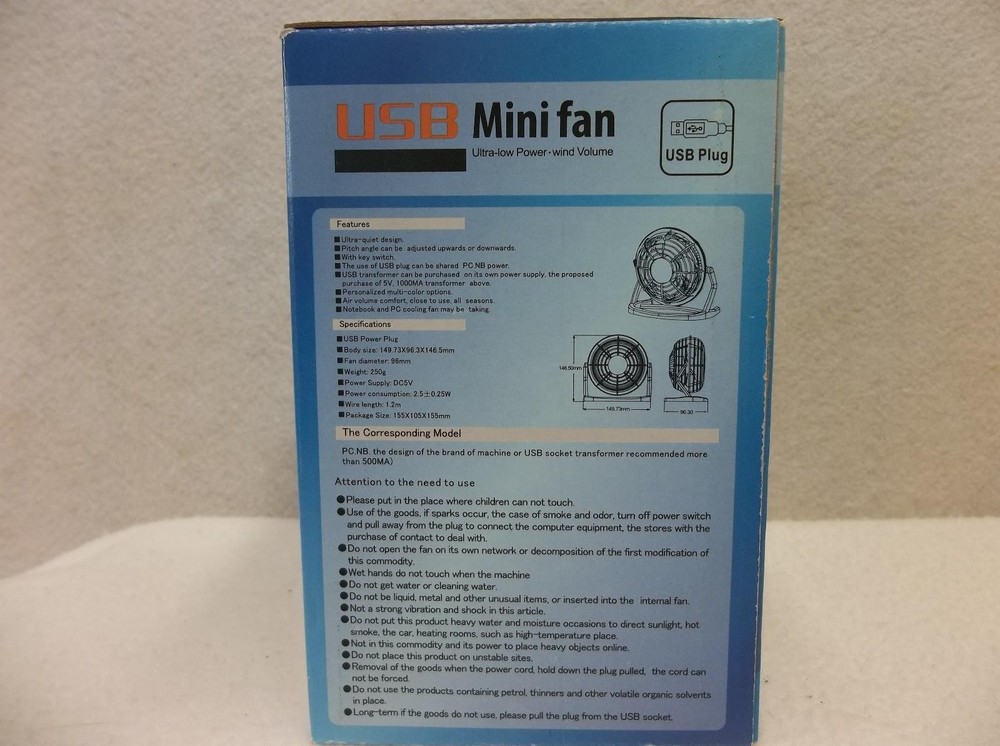 USB Mini fan
Ultra-low Power·wind Volume
USB Plug
Features
■Ultra-quiet design.
■Pitch angle can be adjusted upwards or downwards.
■With key switch.
■The use of USB plug can be shared PC.NB power.
■USB transformer can be purchased on its own power supply, the proposed
purchase of 5V, 1000MA transformer above.
■Personalized multi-color options.
■Air volume comfort, close to use, all seasons.
■Notebook and PC cooling fan may be taking.
Specifications
■USB Power Plug
■Body size: 149.73X96.3X146.5mm
■Fan diameter: 96mm
■Weight: 250g
■Power Supply: DC5V
■Power consumption: 2.5±0.25W
■Wire length: 1.2m
■Package Size: 155X105X155mm
146.50mm
149.73mm
96.30
The Corresponding Model
PC.NB. the design of the brand of machine or USB socket transformer recommended more
than 500MA)
Attention to the need to use
●Please put in the place where children can not touch.
●Use of the goods, if sparks occur, the case of smoke and odor, turn off power switch
and pull away from the plug to connect the computer equipment, the stores with the
purchase of contact to deal with.
●Do not open the fan on its own network or decomposition of the first modification of
this commodity.
●Wet hands do not touch when the machine
●Do not get water or cleaning water.
●Do not be liquid, metal and other unusual items, or inserted into the internal fan.
●Not a strong vibration and shock in this article.
●Do not put this product heavy water and moisture occasions to direct sunlight, hot
smoke, the car, heating rooms, such as high-temperature place.
●Not in this commodity and its power to place heavy objects online.
●Do not place this product on unstable sites.
●Removal of the goods when the power cord, hold down the plug pulled, the cord can
not be forced.
●Do not use the products containing petrol, thinners and other volatile organic solvents
in place.
●Long-term if the goods do not use, please pull the plug from the USB socket.